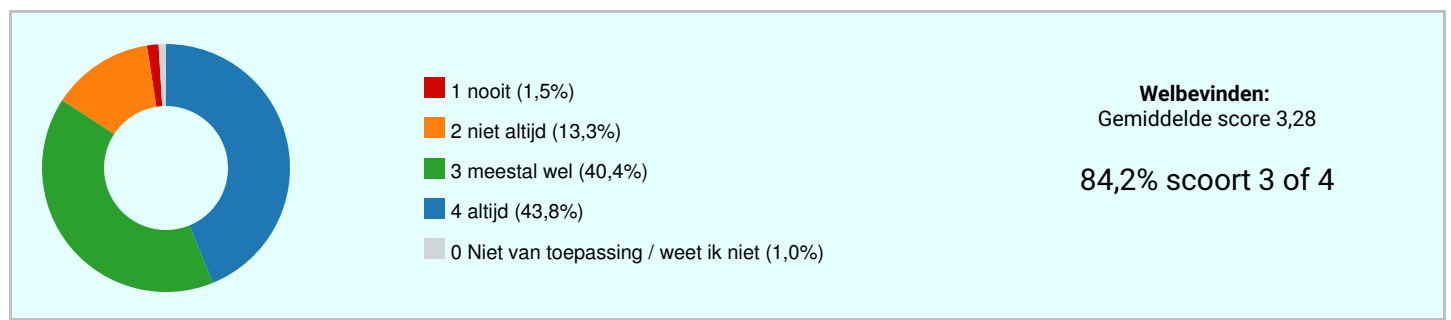 1 nooit (1,5%)
2 niet altijd (13,3%)
3 meestal wel (40,4%)
4 altijd (43,8%)
0 Niet van toepassing / weet ik niet (1,0%)
Welbevinden:
Gemiddelde score 3,28
84,2% scoort 3 of 4